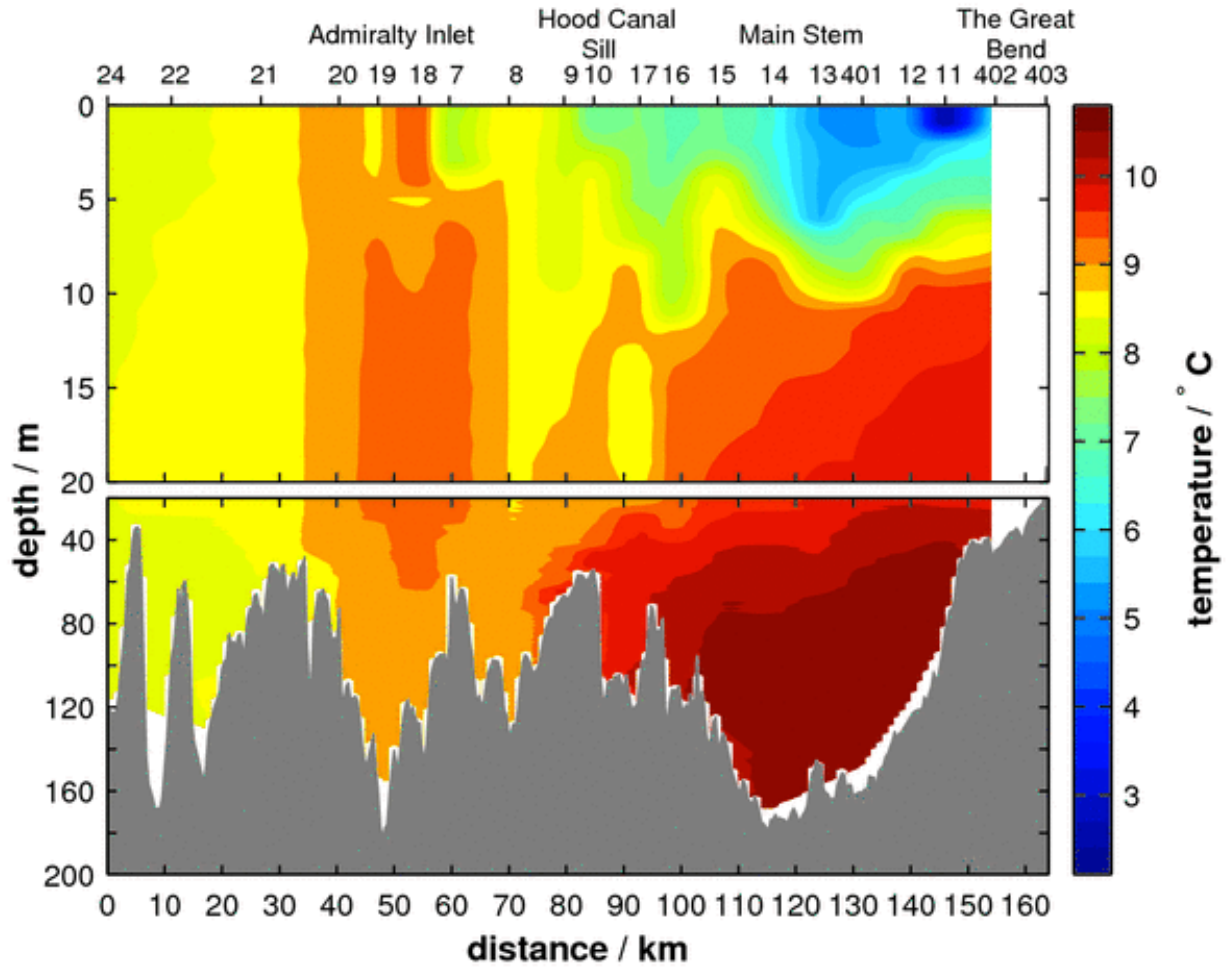 Admiralty Inlet
Hood Canal
Sill
Main Stem
The Great
Bend
24 22 21 20 19 18 7 8 9 10 17 16 15 14 13 401 12 11 402 403
0
5
10
15
20
40
80
120
160
200
depth / m
0 10 20 30 40 50 60 70 80 90 100 110 120 130 140 150 160
distance / km
10
9
8
7
6
5
4
3
temperature / ° C